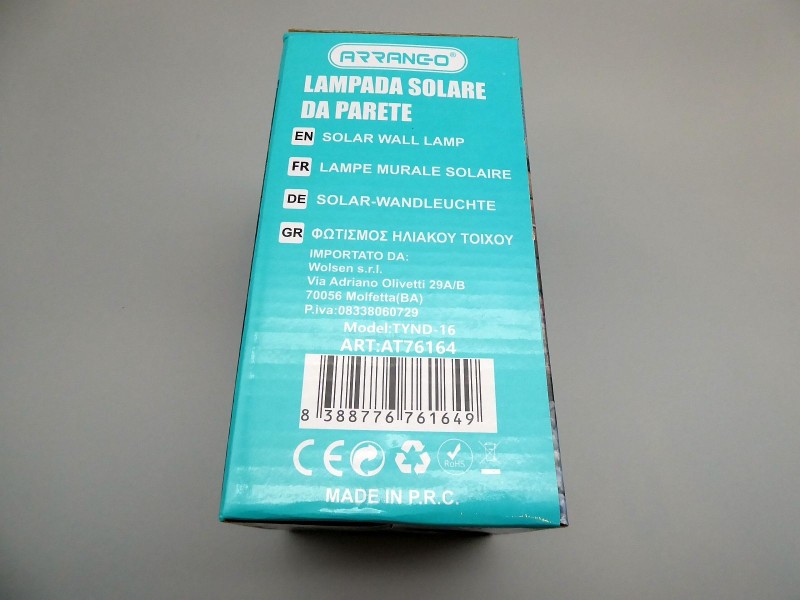 ARRANGO®
LAMPADA SOLARE
DA PARETE
EN SOLAR WALL LAMP
FR LAMPE MURALE SOLAIRE
DE SOLAR-WANDLEUCHTE
GR ΦΩΤΙΣΜΟΣ ΗΛΙΑΚΟΥ ΤΟΙΧΟΥ
IMPORTATO DA:
Wolsen s.r.l.
Via Adriano Olivetti 29A/B
70056 Molfetta(BA)
P.iva:08338060729
Model:TYND-16
ART:AT76164
8 388776 761649
CE RoHS
MADE IN P.R.C.